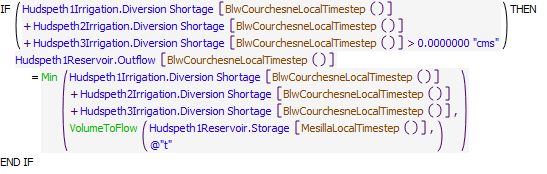 IF ( Hudspeth1Irrigation.Diversion Shortage [BlwCourchesneLocalTimestep ()] THEN
+ Hudspeth2Irrigation.Diversion Shortage [BlwCourchesneLocalTimestep ()]
+ Hudspeth3Irrigation.Diversion Shortage [BlwCourchesneLocalTimestep ()] > 0.0000000 "cms" )
Hudspeth1Reservoir.Outflow [BlwCourchesneLocalTimestep ()]
= Min ( Hudspeth1Irrigation.Diversion Shortage [BlwCourchesneLocalTimestep ()]
+ Hudspeth2Irrigation.Diversion Shortage [BlwCourchesneLocalTimestep ()]
+ Hudspeth3Irrigation.Diversion Shortage [BlwCourchesneLocalTimestep ()] ,
VolumeToFlow ( Hudspeth1Reservoir.Storage [MesillaLocalTimestep ()] ,
@"t" ) )
END IF